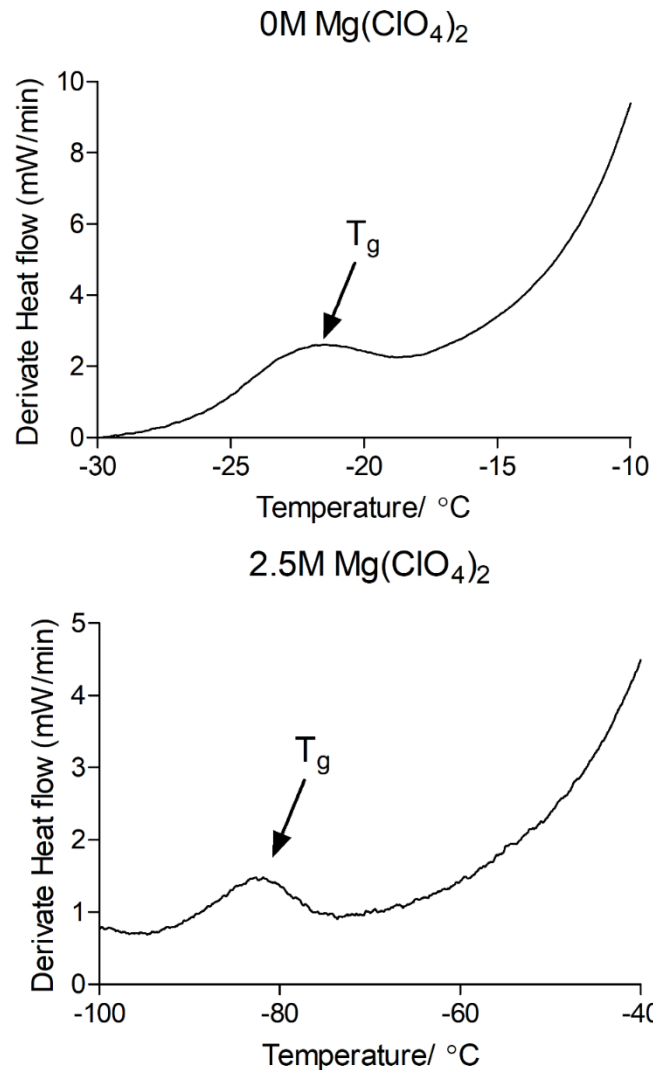 0M Mg(ClO4)2
Derivate Heat flow (mW/min)
10
8
6
4
2
0
Tg
-30 -25 -20 -15 -10
Temperature/ °C
2.5M Mg(ClO4)2
Derivate Heat flow (mW/min)
5
4
3
2
1
0
Tg
-100 -80 -60 -40
Temperature/ °C